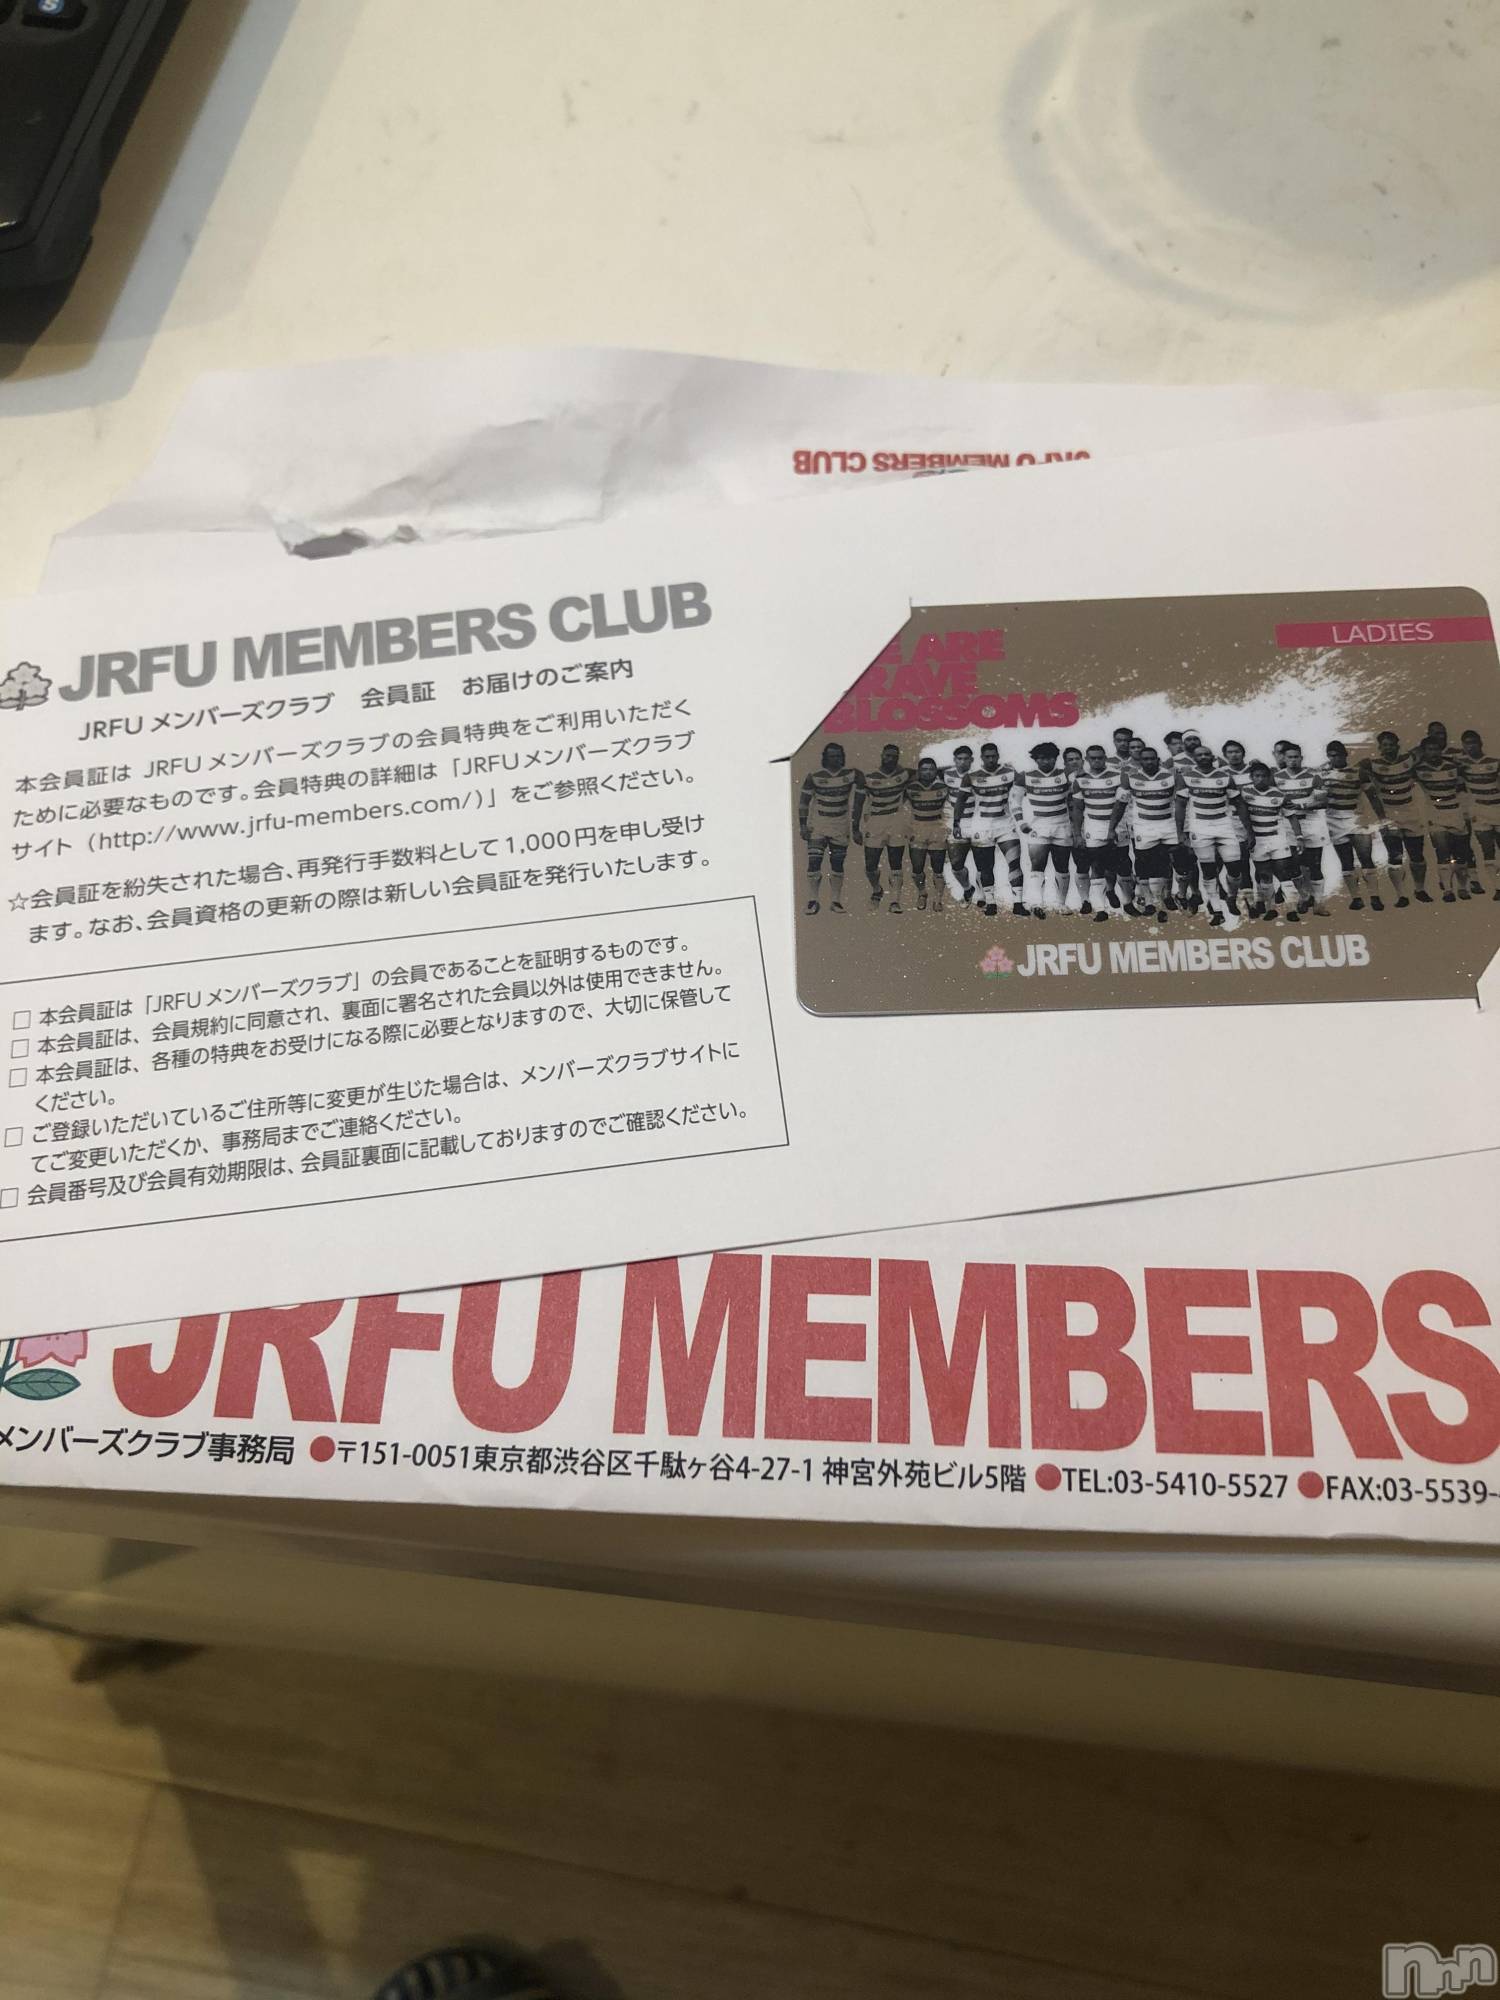 JRFU MEMBERS CLUB
JRFU MEMBERS CLUB
JRFUメンバーズクラブ 会員証 お届けのご案内
本会員証は JRFUメンバーズクラブの会員特典をご利用いただく
ために必要なものです。会員特典の詳細は「JRFUメンバーズクラブ
サイト（http://www.jrfu-members.com/）」をご参照ください。
☆会員証を紛失された場合、再発行手数料として1,000円を申し受け
ます。なお、会員資格の更新の際は新しい会員証を発行いたします。
□ 本会員証は「JRFUメンバーズクラブ」の会員であることを証明するものです。
□ 本会員証は、会員規約に同意され、裏面に署名された会員以外は使用できません。
□ 本会員証は、各種の特典をお受けになる際に必要となりますので、大切に保管して
ください。
□ ご登録いただいているご住所等に変更が生じた場合は、メンバーズクラブサイトに
てご変更いただくか、事務局までご連絡ください。
□ 会員番号及び会員有効期限は、会員証裏面に記載しておりますのでご確認ください。
LADIES
E ARE
RAVE
BLOSSOMS
JRFU MEMBERS CLUB
JRFU MEMBERS
メンバーズクラブ事務局 ●〒151-0051東京都渋谷区千駄ヶ谷4-27-1 神宮外苑ビル5階 ●TEL:03-5410-5527 ●FAX:03-5539-
S
nnn